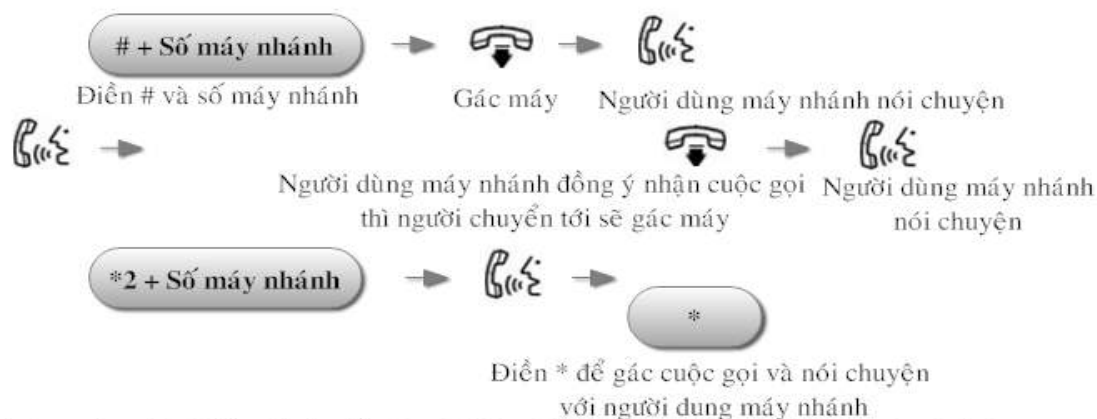 # + Số máy nhánh
Điền # và số máy nhánh
Gác máy
Người dùng máy nhánh nói chuyện
Người dùng máy nhánh đồng ý nhận cuộc gọi
thì người chuyển tới sẽ gác máy
Người dùng máy nhánh
nói chuyện
*2 + Số máy nhánh
*
Điền * để gác cuộc gọi và nói chuyện
với người dung máy nhánh